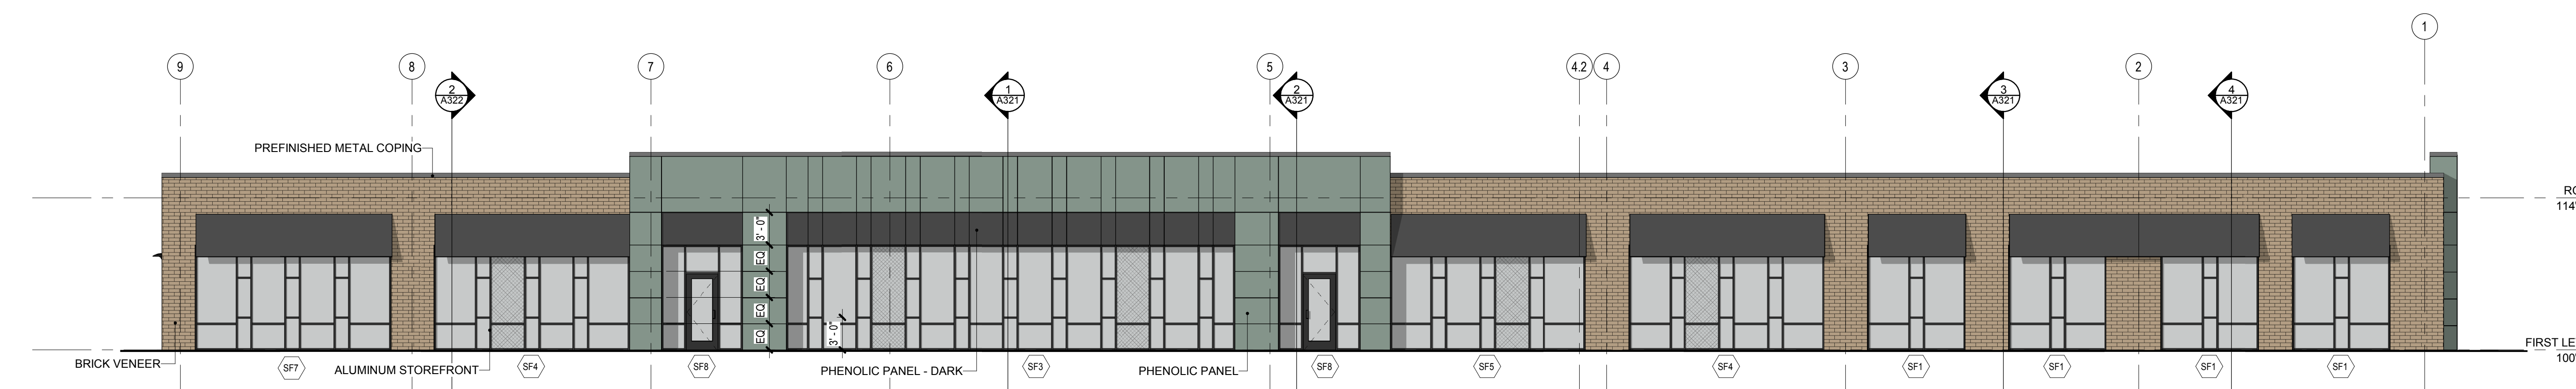 1
9
8
7
6
5
4.2
4
3
2
2
A322
1
A321
2
A321
3
A321
4
A321
PREFINISHED METAL COPING
3' - 0"
EQ
EQ
EQ
EQ
3' - 0"
RO
114'
FIRST LE
100'
BRICK VENEER
SF7
ALUMINUM STOREFRONT
SF4
SF8
PHENOLIC PANEL - DARK
SF3
PHENOLIC PANEL
SF8
SF5
SF4
SF1
SF1
SF1
SF1